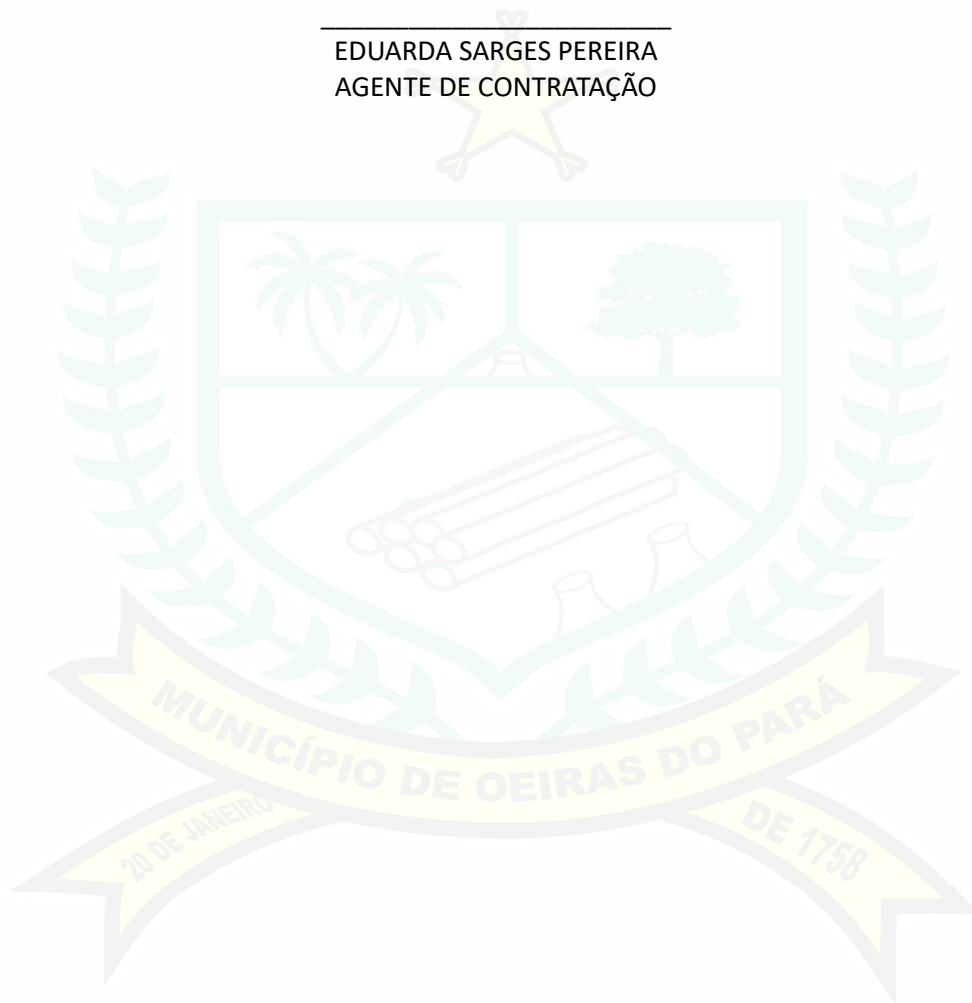 EDUARDA SARGES PEREIRA
AGENTE DE CONTRATAÇÃO
MUNICÍPIO DE OEIRAS DO PARÁ
20 DE JANEIRO
DE 1758